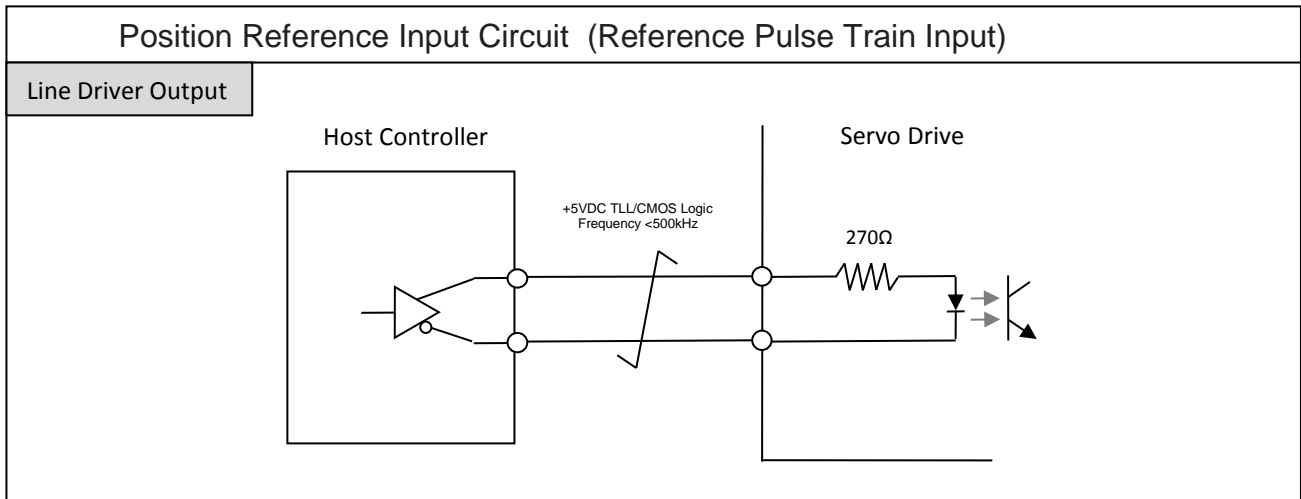 Position Reference Input Circuit (Reference Pulse Train Input)
Line Driver Output
Host Controller
Servo Drive
+5VDC TLL/CMOS Logic
Frequency <500kHz
270Ω